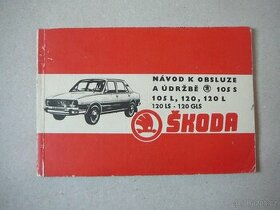 NÁVOD K OBSLUZE
A ÚDRŽBĚ 105 S
105 L, 120, 120 L
120 LS - 120 GLS
ŠKODA